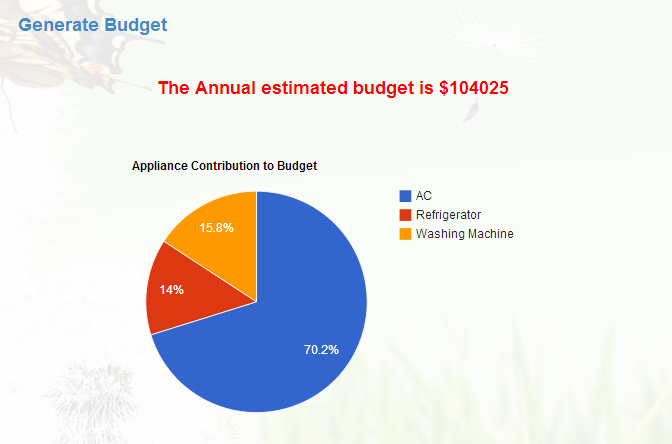 Generate Budget
The Annual estimated budget is $104025
Appliance Contribution to Budget
AC
Refrigerator
Washing Machine
15.8%
14%
70.2%